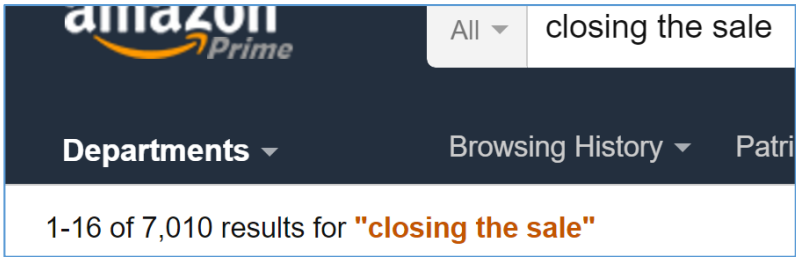 amazon
Prime
All closing the sale
Departments Browsing History Patri
1-16 of 7,010 results for "closing the sale"